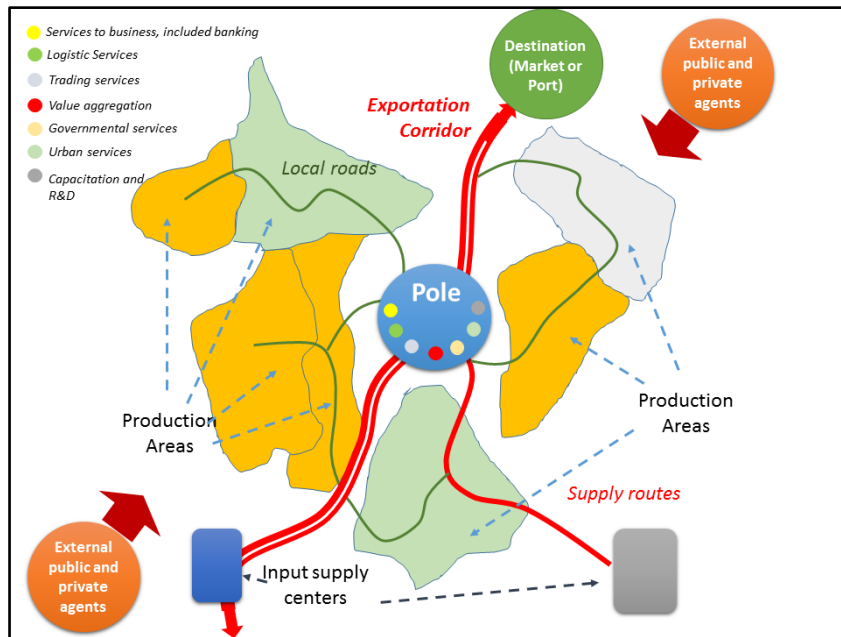 Services to business, included banking
Logistic Services
Trading services
Value aggregation
Governmental services
Urban services
Capacitation and
R&D
Destination
(Market or
Port)
External
public and
private
agents
Exportation
Corridor
Local roads
Pole
Production
Areas
Production
Areas
Supply routes
External
public and
private
agents
Input supply
centers